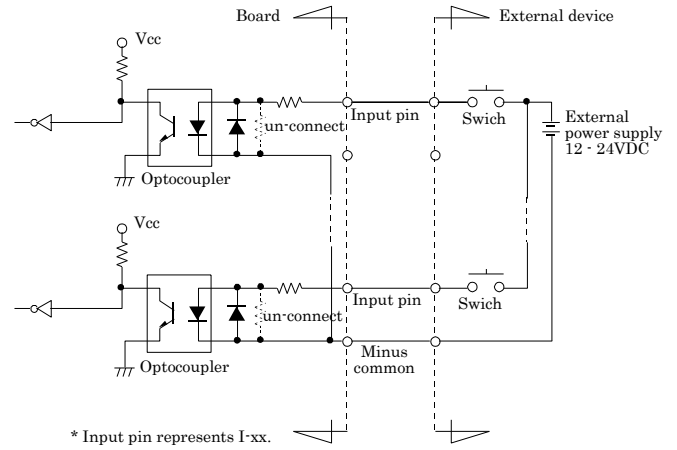 Board
External device
Vcc
un-connect
Input pin
Swich
External
power supply
12 - 24VDC
Optocoupler
Vcc
un-connect
Input pin
Swich
Optocoupler
Minus
common
* Input pin represents I-xx.